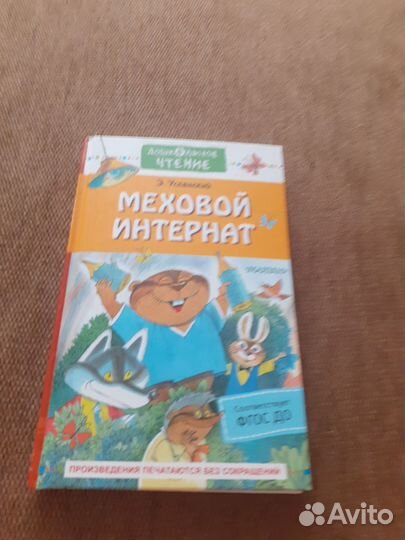 Дошкольное
ЧТЕНИЕ
Э. Успенский
МЕХОВОЙ
ИНТЕРНАТ
Соответствует
ФГОС ДО
ПРОИЗВЕДЕНИЯ ПЕЧАТАЮТСЯ БЕЗ СОКРАЩЕНИЙ
Avito